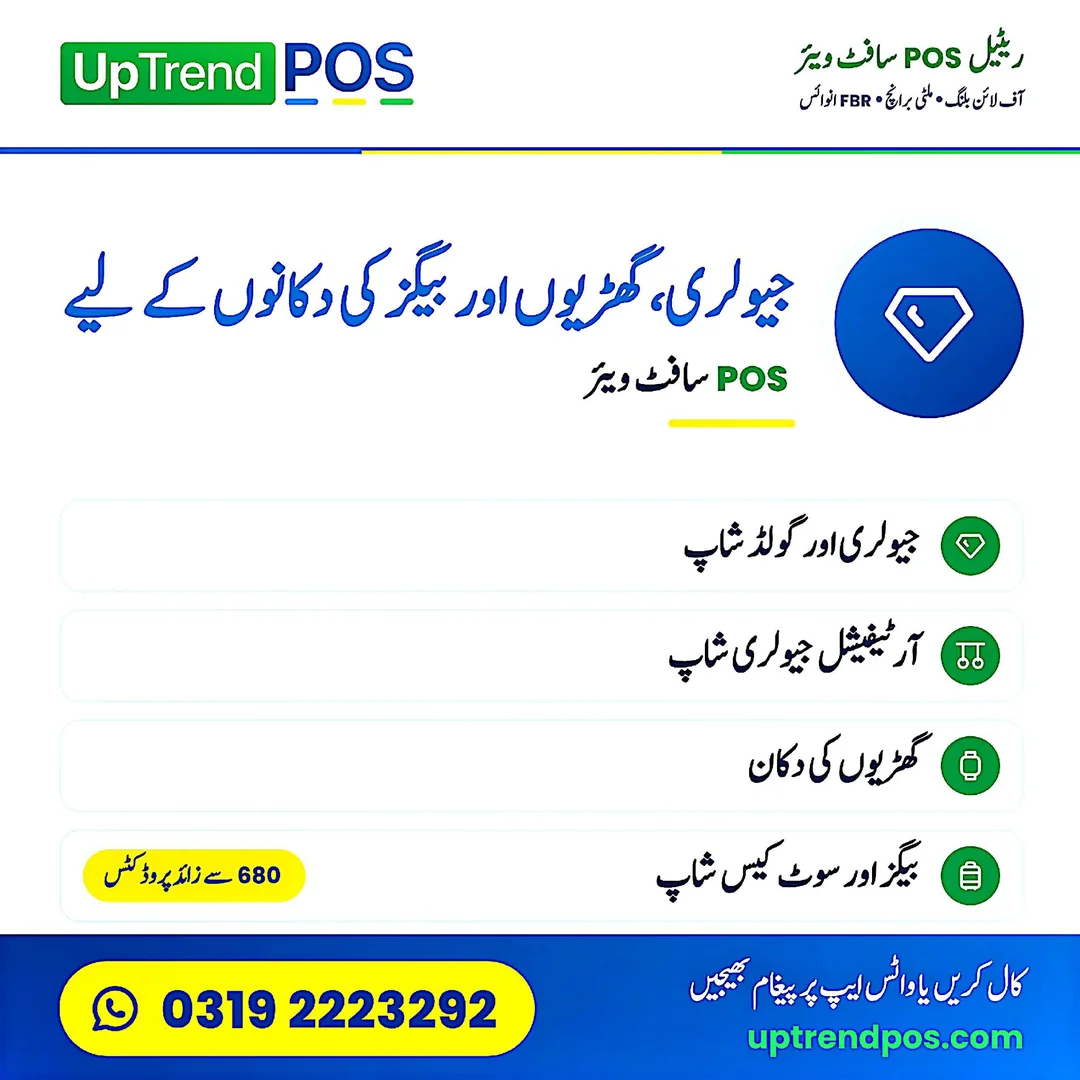 UpTrend POS
ریٹیل POS سافٹ ویئر
آف لائن بلنگ • ملٹی برانچ • FBR انوائس
جیولری، گھڑیوں اور بیگز کی دکانوں کے لیے
POS سافٹ ویئر
جیولری اور گولڈ شاپ
آرٹیفیشل جیولری شاپ
گھڑیوں کی دکان
بیگز اور سوٹ کیس شاپ
680 سے زائد پروڈکٹس
کال کریں یا واٹس ایپ پر پیغام بھیجیں
0319 2223292
uptrendpos.com